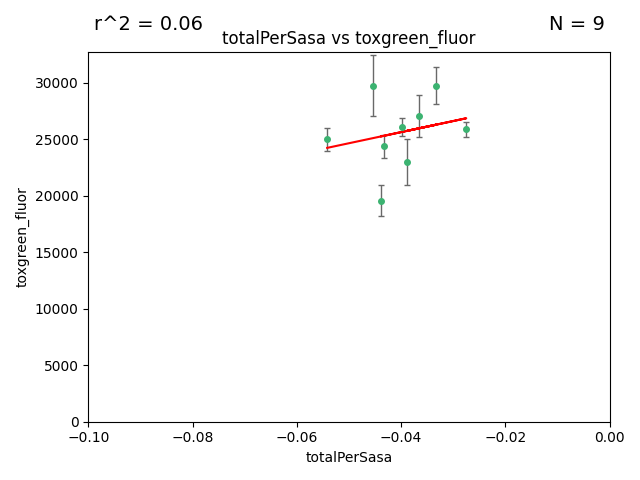 r^2 = 0.06
N = 9
totalPerSasa vs toxgreen_fluor
30000
25000
20000
15000
10000
5000
0
toxgreen_fluor
−0.10
−0.08
−0.06
−0.04
−0.02
0.00
totalPerSasa